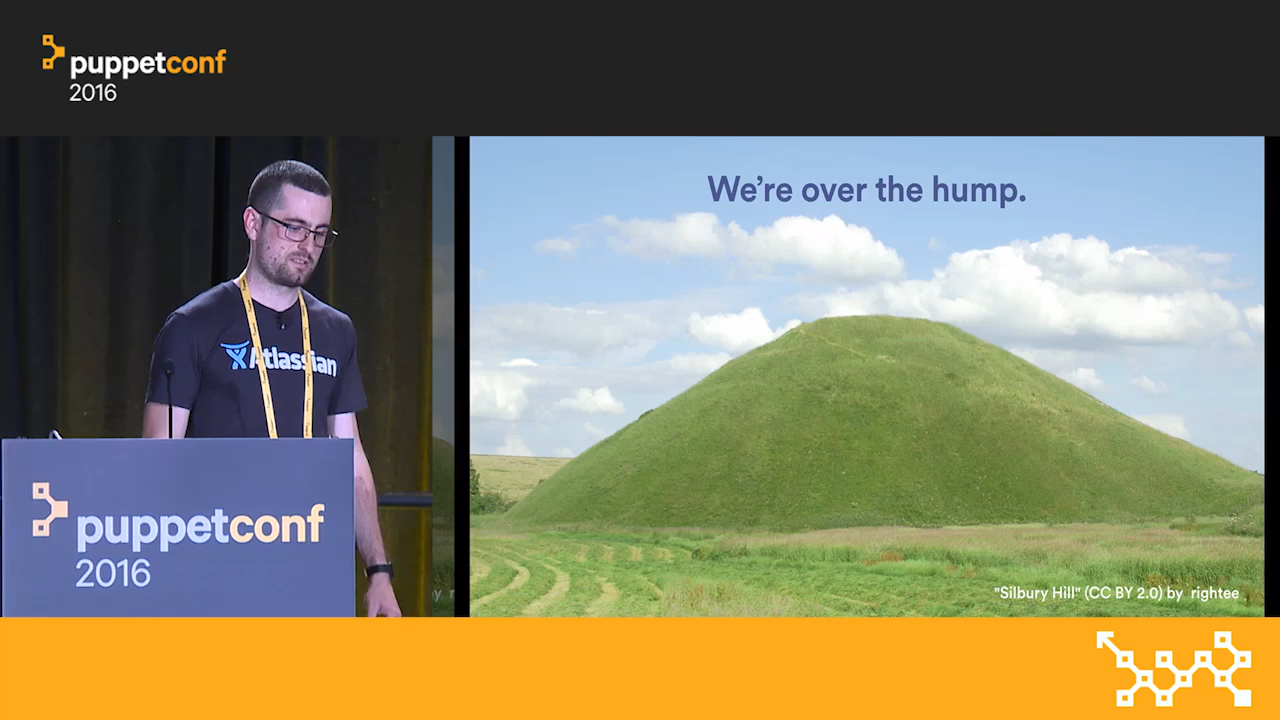 puppetconf
2016
We're over the hump.
Atlassian
puppetconf
2016
"Silbury Hill" (CC BY 2.0) by rightee